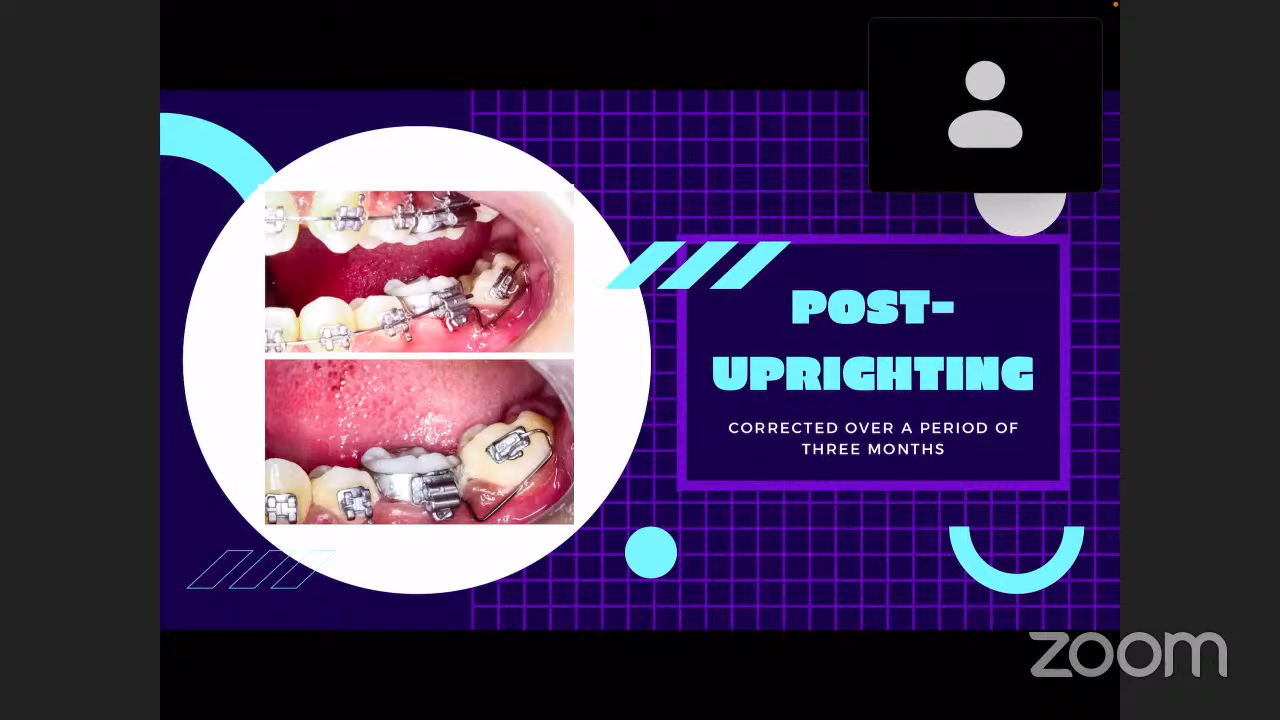 POST-
UPRIGHTING
CORRECTED OVER A PERIOD OF
THREE MONTHS
zoom